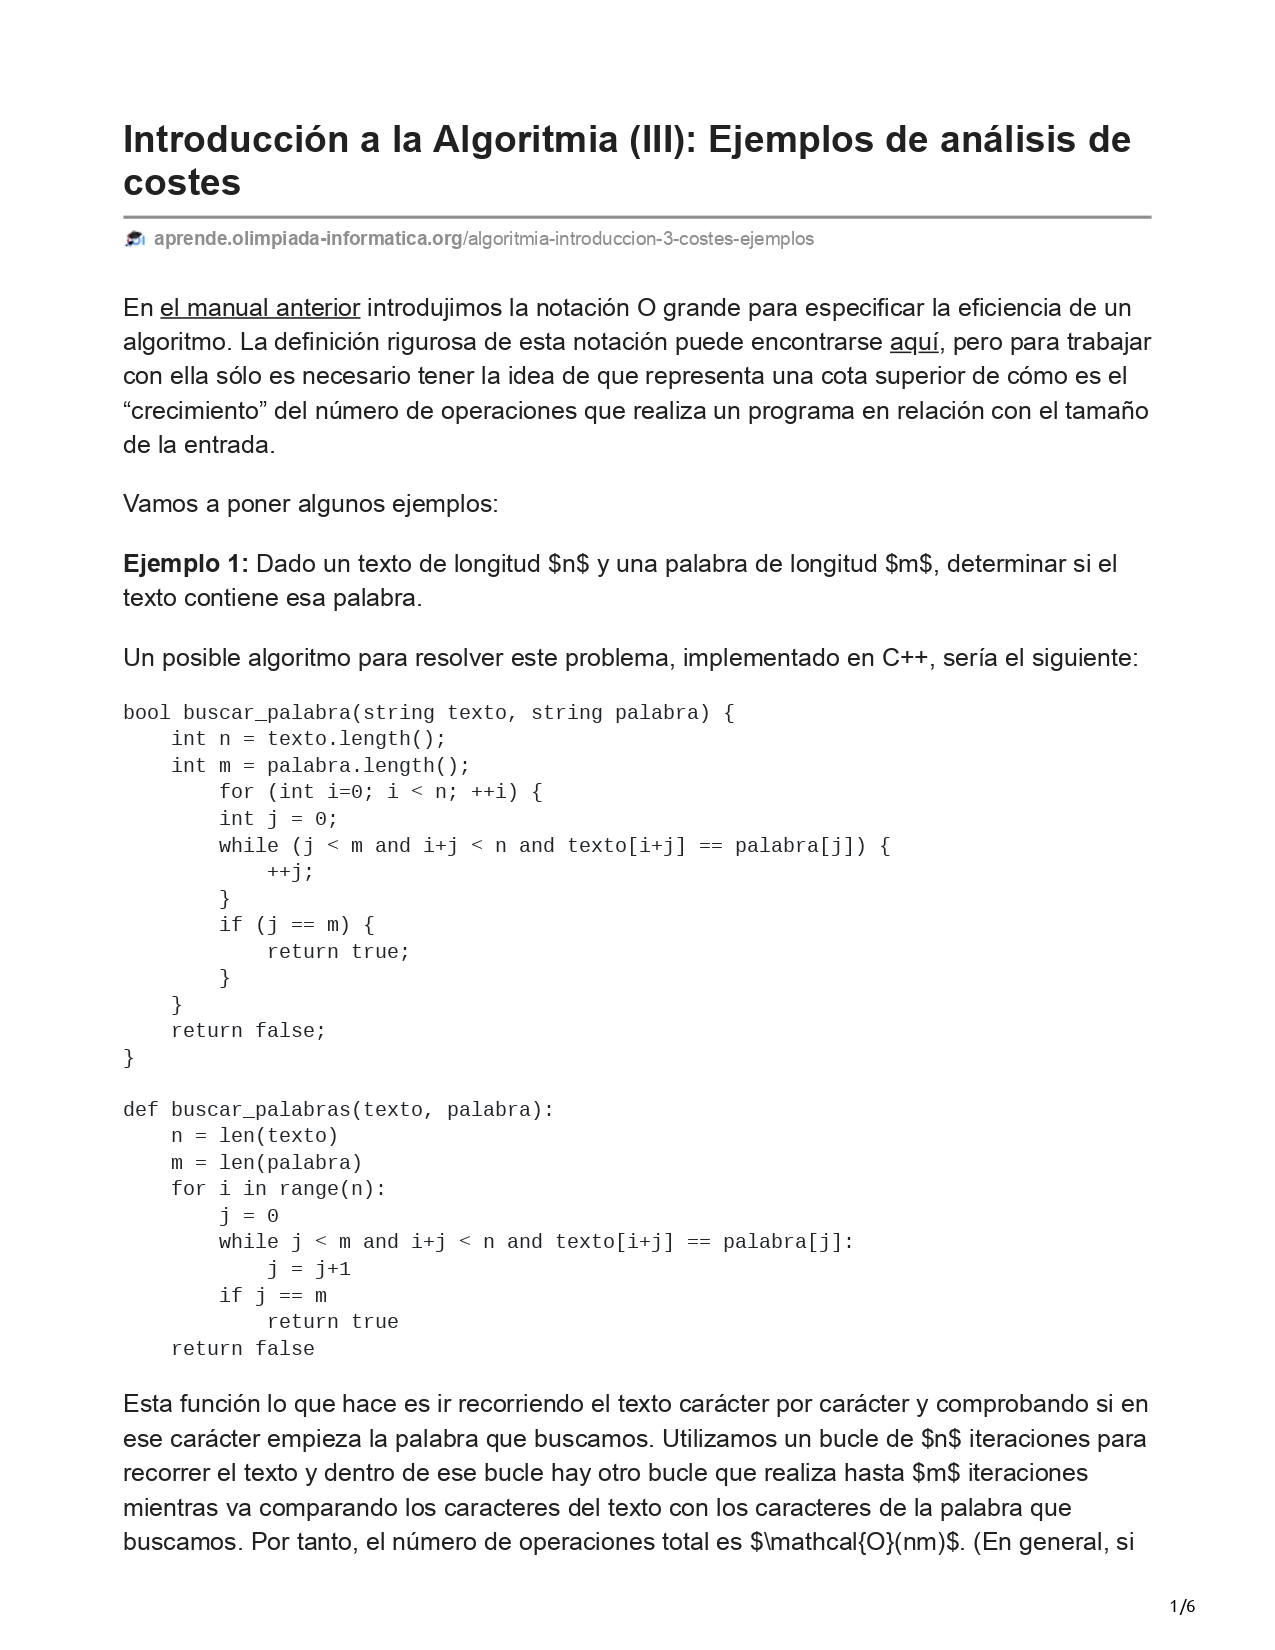 Introducción a la Algoritmia (III): Ejemplos de análisis de
costes
aprende.olimpiada-informatica.org/algoritmia-introduccion-3-costes-ejemplos
En el manual anterior introdujimos la notación O grande para especificar la eficiencia de un
algoritmo. La definición rigurosa de esta notación puede encontrarse aquí, pero para trabajar
con ella sólo es necesario tener la idea de que representa una cota superior de cómo es el
“crecimiento” del número de operaciones que realiza un programa en relación con el tamaño
de la entrada.
Vamos a poner algunos ejemplos:
Ejemplo 1: Dado un texto de longitud $n$ y una palabra de longitud $m$, determinar si el
texto contiene esa palabra.
Un posible algoritmo para resolver este problema, implementado en C++, sería el siguiente:
bool buscar_palabra(string texto, string palabra) {
    int n = texto.length();
    int m = palabra.length();
        for (int i=0; i < n; ++i) {
        int j = 0;
        while (j < m and i+j < n and texto[i+j] == palabra[j]) {
            ++j;
        }
        if (j == m) {
            return true;
        }
    }
    return false;
}
def buscar_palabras(texto, palabra):
    n = len(texto)
    m = len(palabra)
    for i in range(n):
        j = 0
        while j < m and i+j < n and texto[i+j] == palabra[j]:
            j = j+1
        if j == m
            return true
    return false
Esta función lo que hace es ir recorriendo el texto carácter por carácter y comprobando si en
ese carácter empieza la palabra que buscamos. Utilizamos un bucle de $n$ iteraciones para
recorrer el texto y dentro de ese bucle hay otro bucle que realiza hasta $m$ iteraciones
mientras va comparando los caracteres del texto con los caracteres de la palabra que
buscamos. Por tanto, el número de operaciones total es $\mathcal{O}(nm)$. (En general, si
1/6